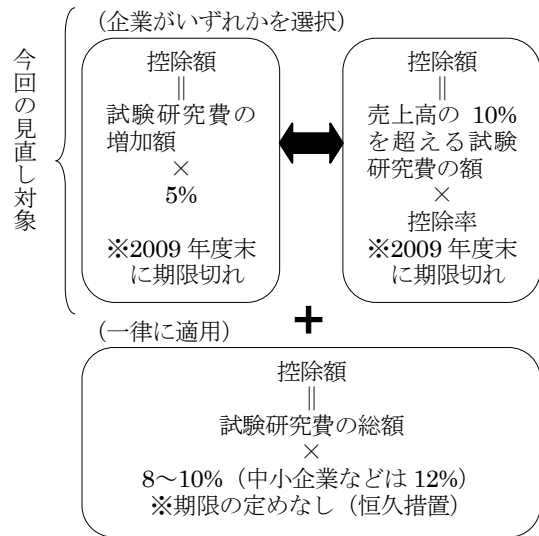 (企業がいずれかを選択)
今回の見直し対象
控除額
||
試験研究費の
増加額
×
5%
※2009 年度末
に期限切れ
控除額
||
売上高の 10%
を超える試験
研究費の額
×
控除率
※2009 年度末
に期限切れ
+
(一律に適用)
控除額
||
試験研究費の総額
×
8～10%（中小企業などは 12%）
※期限の定めなし（恒久措置）